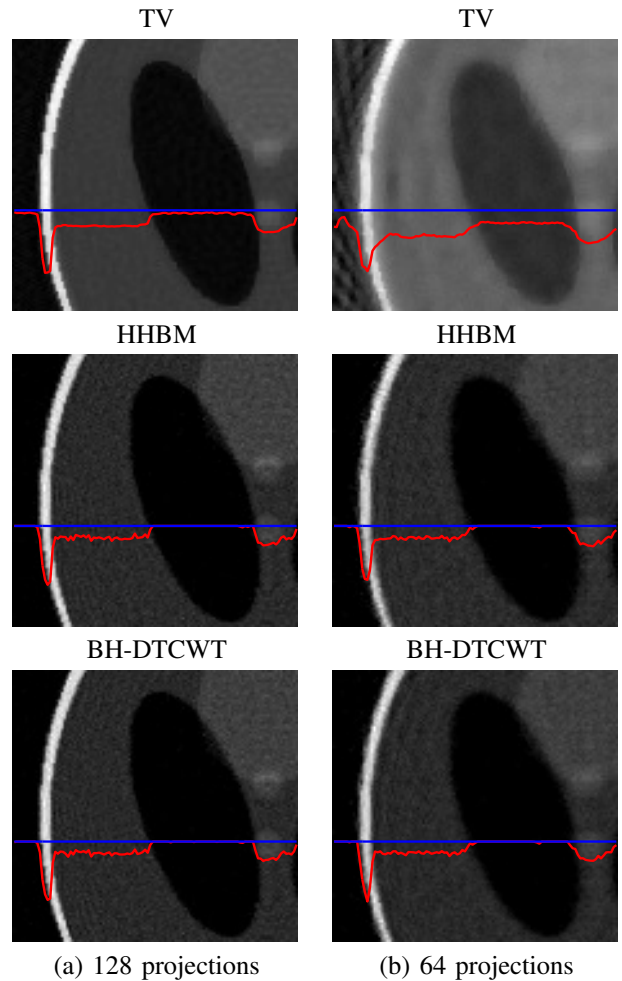 TV
TV
HHBM
HHBM
BH-DTCWT
BH-DTCWT
(a) 128 projections
(b) 64 projections